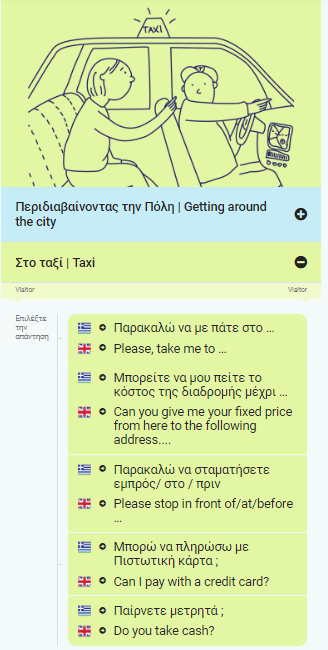 TAXI
Περιδιαβαίνοντας την Πόλη | Getting around
the city
Στο ταξί | Taxi
Visitor
Visitor
Επιλέξτε
την
απάντηση
Παρακαλώ να με πάτε στο ...
Please, take me to ...
Μπορείτε να μου πείτε το
κόστος της διαδρομής μέχρι ...
Can you give me your fixed price
from here to the following
address....
Παρακαλώ να σταματήσετε
εμπρός/ στο / πριν
Please stop in front of/at/before
...
Μπορώ να πληρώσω με
Πιστωτική κάρτα ;
Can I pay with a credit card?
Παίρνετε μετρητά ;
Do you take cash?